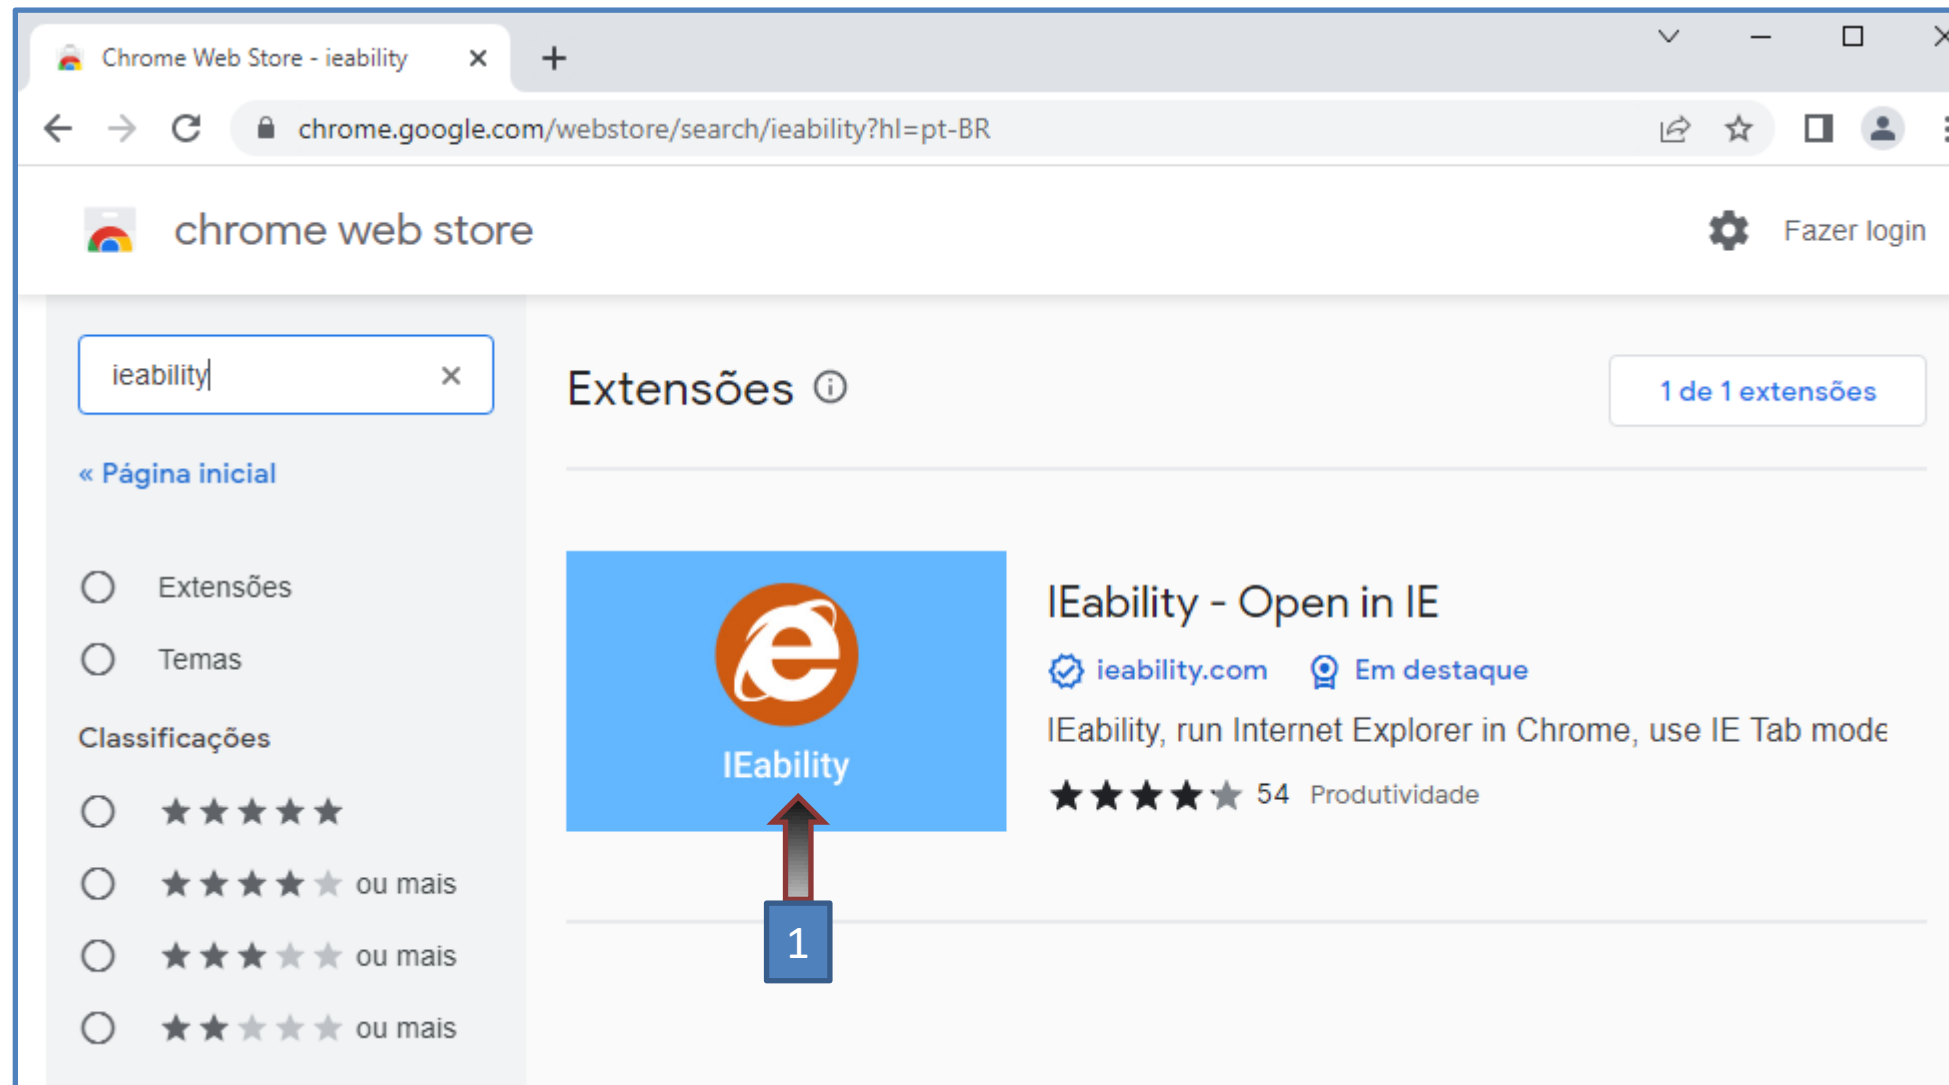 Chrome Web Store - ieability
chrome.google.com/webstore/search/ieability?hl=pt-BR
chrome web store
Fazer login
ieability
Extensões
1 de 1 extensões
« Página inicial
Extensões
Temas
Classificações
ou mais
ou mais
ou mais
IEability
IEability - Open in IE
ieability.com Em destaque
IEability, run Internet Explorer in Chrome, use IE Tab mode
54 Produtividade
1